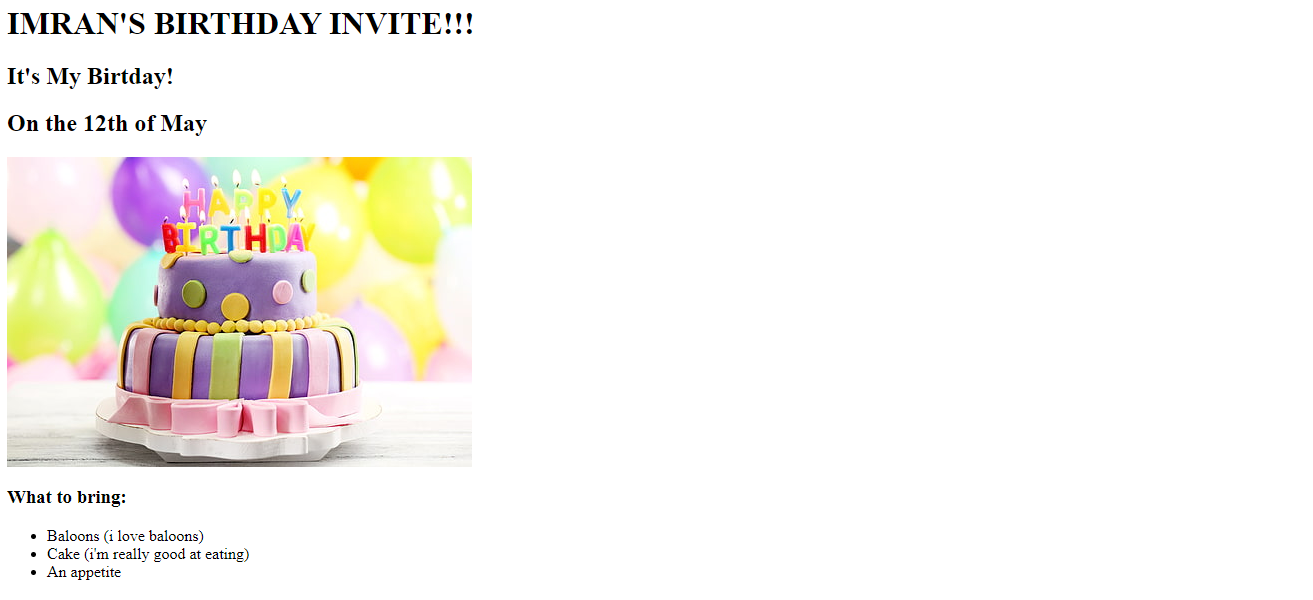 IMRAN'S BIRTHDAY INVITE!!!
It's My Birtday!
On the 12th of May
HAPPY
BIRTHDAY
What to bring:
Baloons (i love baloons)
Cake (i'm really good at eating)
An appetite